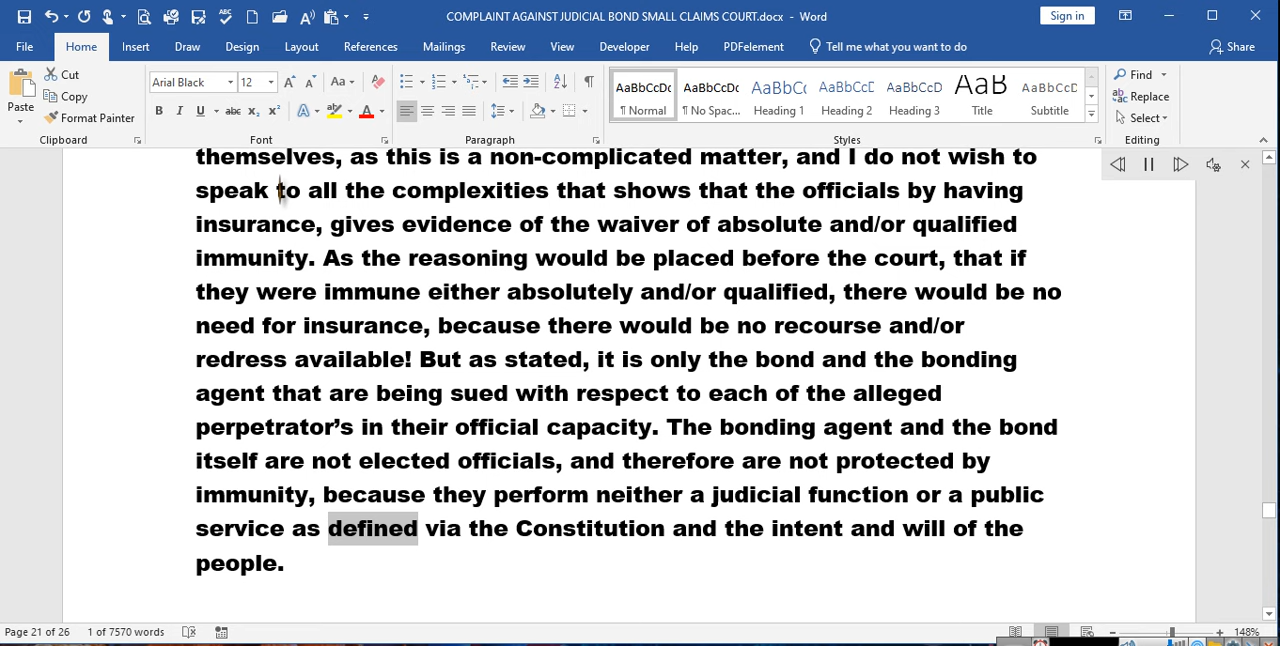 COMPLAINT AGAINST JUDICIAL BOND SMALL CLAIMS COURT.docx - Word
Sign in
File Home Insert Draw Design Layout References Mailings Review View Developer Help PDFelement Tell me what you want to do Share
Paste
Cut
Copy
Format Painter
Arial Black 12
Aa
B I U abc x₂ x² A A
AaBbCcDc AaBbCcDc AaBbCc AaBbCcD AaBbCcDc AaB AaBbCcD
¶ Normal ¶ No Spac... Heading 1 Heading 2 Heading 3 Title Subtitle
Find
Replace
Select
Clipboard Font Paragraph Styles Editing
themselves, as this is a non-complicated matter, and I do not wish to
speak to all the complexities that shows that the officials by having
insurance, gives evidence of the waiver of absolute and/or qualified
immunity. As the reasoning would be placed before the court, that if
they were immune either absolutely and/or qualified, there would be no
need for insurance, because there would be no recourse and/or
redress available! But as stated, it is only the bond and the bonding
agent that are being sued with respect to each of the alleged
perpetrator’s in their official capacity. The bonding agent and the bond
itself are not elected officials, and therefore are not protected by
immunity, because they perform neither a judicial function or a public
service as defined via the Constitution and the intent and will of the
people.
Page 21 of 26 1 of 7570 words 148%